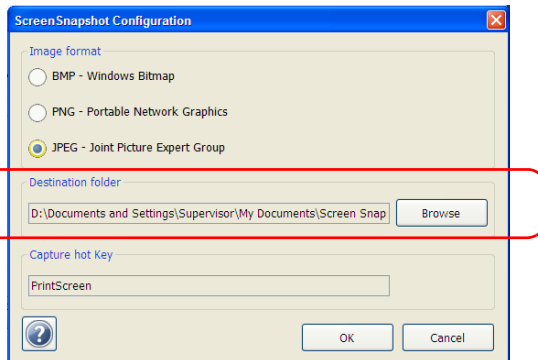 ScreenSnapshot Configuration
Image format
BMP - Windows Bitmap
PNG - Portable Network Graphics
JPEG - Joint Picture Expert Group
Destination folder
D:\Documents and Settings\Supervisor\My Documents\Screen Snap
Browse
Capture hot Key
PrintScreen
?
OK
Cancel